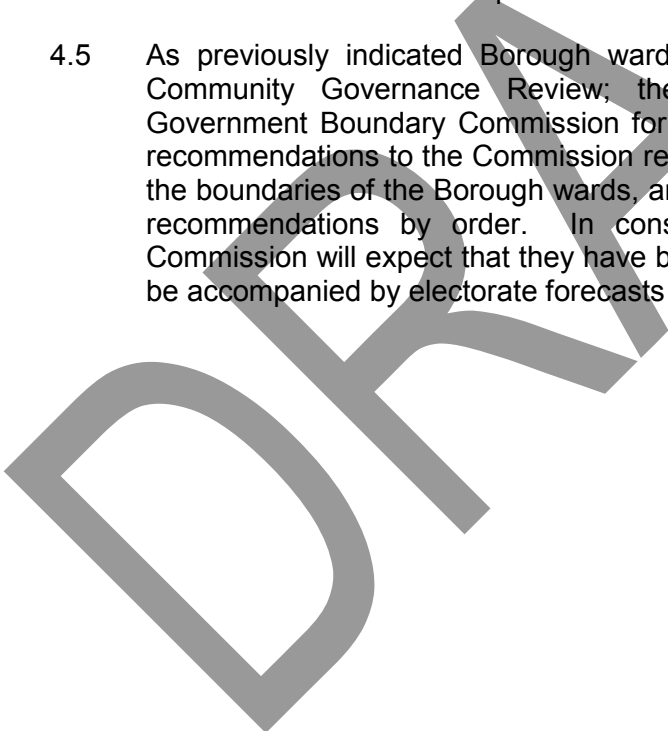 4.5 As previously indicated Borough ward
Community Governance Review; the
Government Boundary Commission for
recommendations to the Commission re
the boundaries of the Borough wards, a
recommendations by order. In cons
Commission will expect that they have b
be accompanied by electorate forecasts
DRA